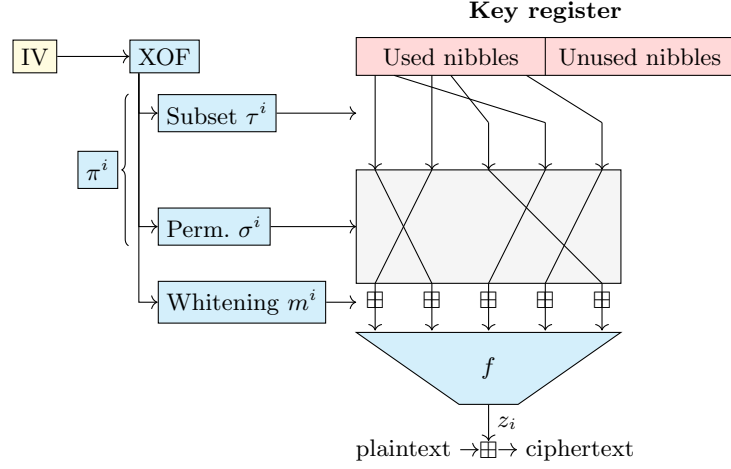 Key register
IV
XOF
Used nibbles
Unused nibbles
Subset τ^i
π^i
Perm. σ^i
Whitening m^i
f
z_i
plaintext
ciphertext